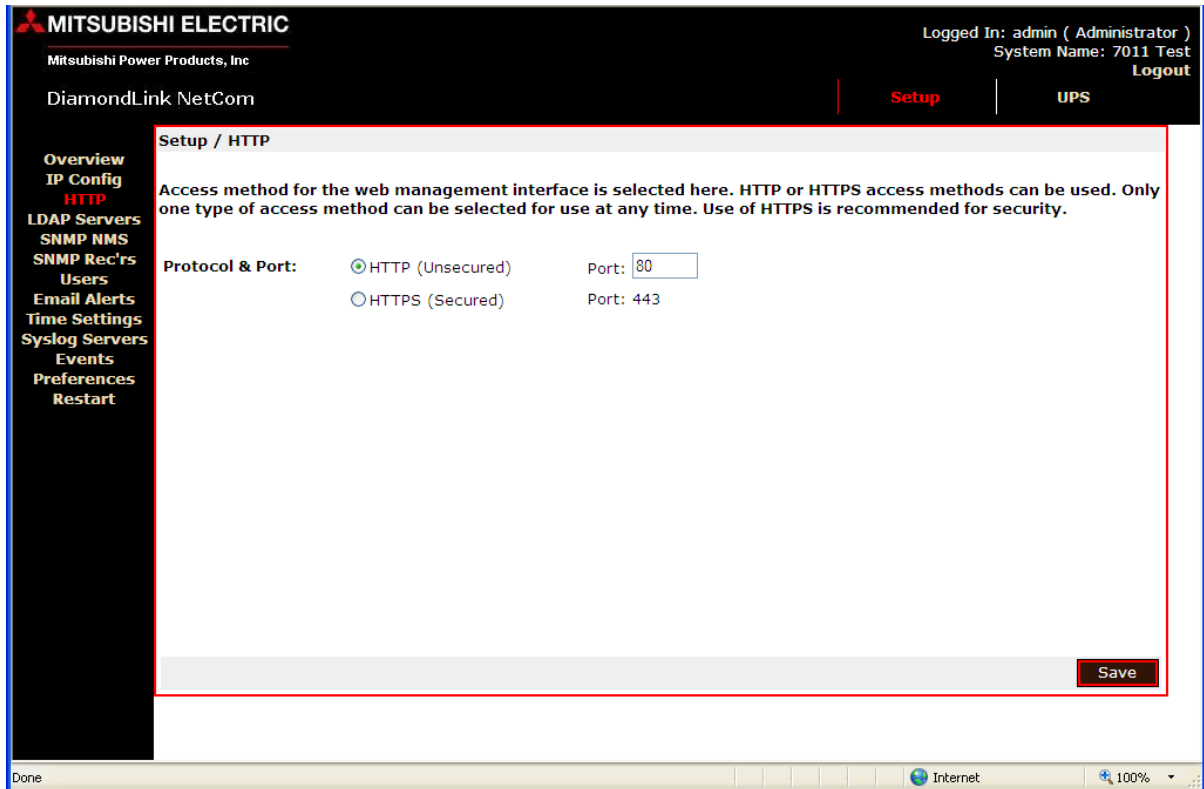 MITSUBISHI ELECTRIC
Mitsubishi Power Products, Inc
DiamondLink NetCom
Logged In: admin ( Administrator )
System Name: 7011 Test
Logout
Setup
UPS
Overview
IP Config
HTTP
LDAP Servers
SNMP NMS
SNMP Rec'rs
Users
Email Alerts
Time Settings
Syslog Servers
Events
Preferences
Restart
Setup / HTTP
Access method for the web management interface is selected here. HTTP or HTTPS access methods can be used. Only
one type of access method can be selected for use at any time. Use of HTTPS is recommended for security.
Protocol & Port: HTTP (Unsecured) Port: 80
HTTPS (Secured) Port: 443
Save
Done Internet 100%